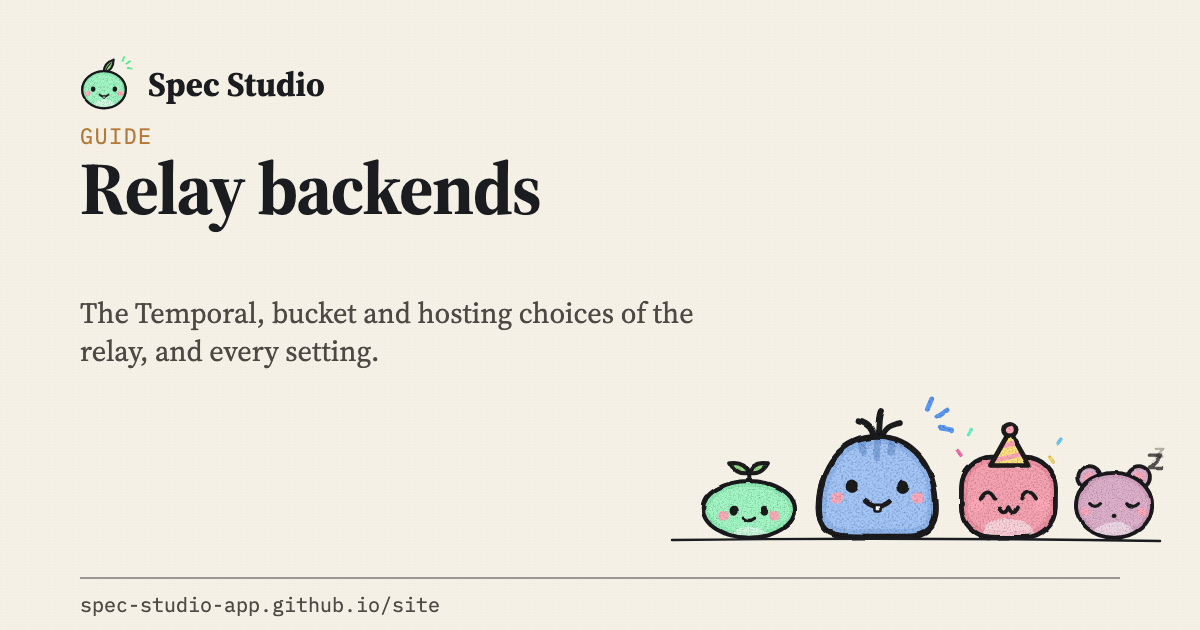 Spec Studio
GUIDE
Relay backends
The Temporal, bucket and hosting choices of the
relay, and every setting.
z
Z
spec-studio-app.github.io/site